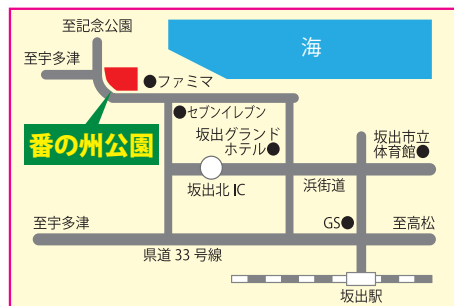 至記念公園
海
至宇多津
ファミマ
セブンイレブン
番の州公園
坂出グランド
ホテル
坂出市立
体育館
坂出北IC
浜街道
至宇多津
GS
至高松
県道33号線
坂出駅